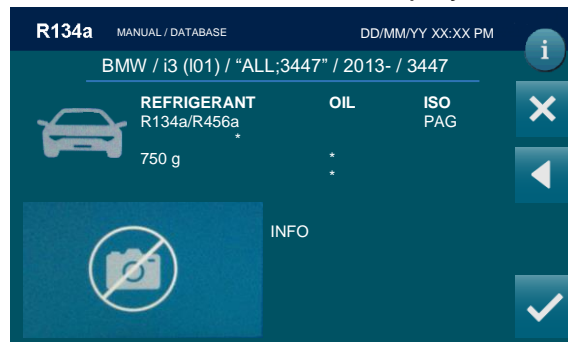 R134a MANUAL / DATABASE DD/MM/YY XX:XX PM
i
BMW / i3 (I01) / “ALL;3447” / 2013- / 3447
REFRIGERANT OIL ISO
R134a/R456a PAG
*
750 g *
*
INFO